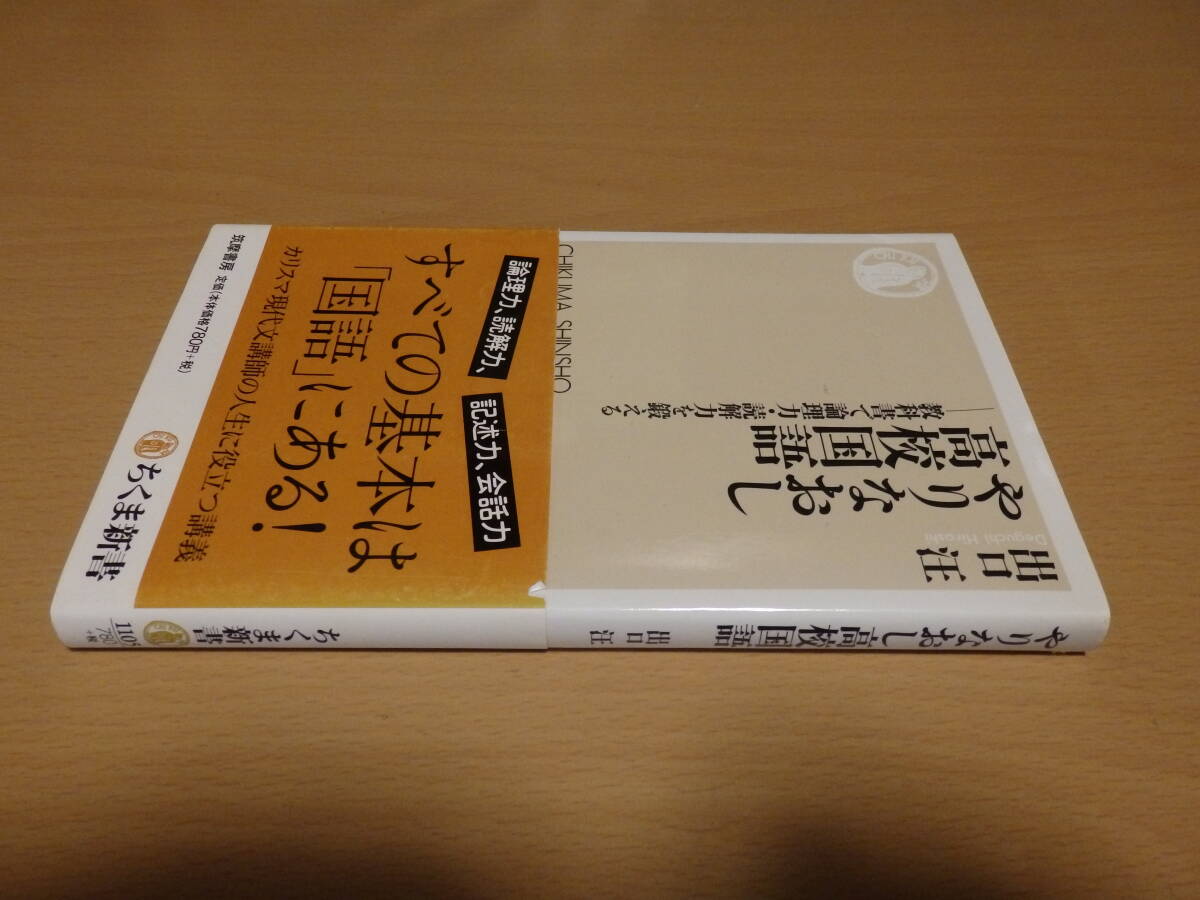 やりなおし
高校国語
―教科書で論理力・読解力を鍛える
出口 汪
Deguchi Hiroshi
CHIKUMA SHINSHO
論理力、読解力、
記述力、会話力
すべての基本は
「国語」にある!
カリスマ現代文講師の人生に役立つ講義
筑摩書房 定価(本体価格780円+税)
ちくま新書
やりなおし高校国語
出口 汪
ちくま新書
1105
780
+税